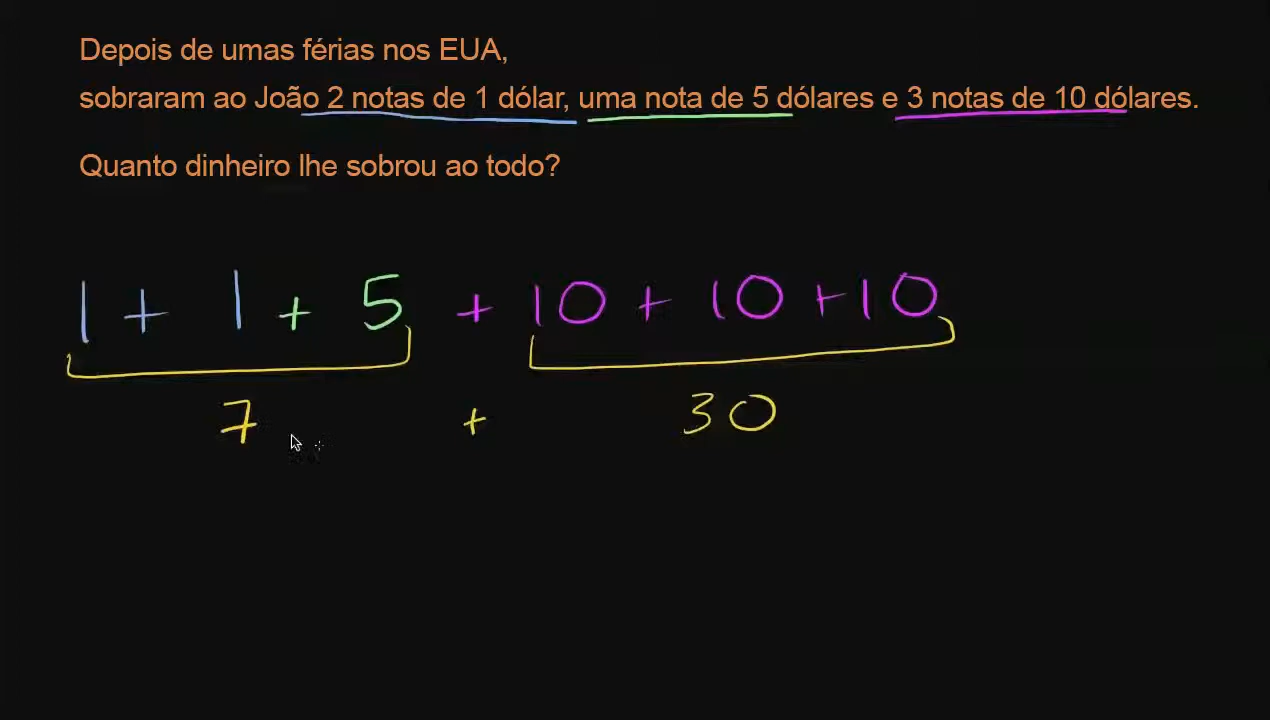 Depois de umas férias nos EUA,
sobraram ao João 2 notas de 1 dólar, uma nota de 5 dólares e 3 notas de 10 dólares.
Quanto dinheiro lhe sobrou ao todo?
1 + 1 + 5 + 10 + 10 + 10
7 + 30